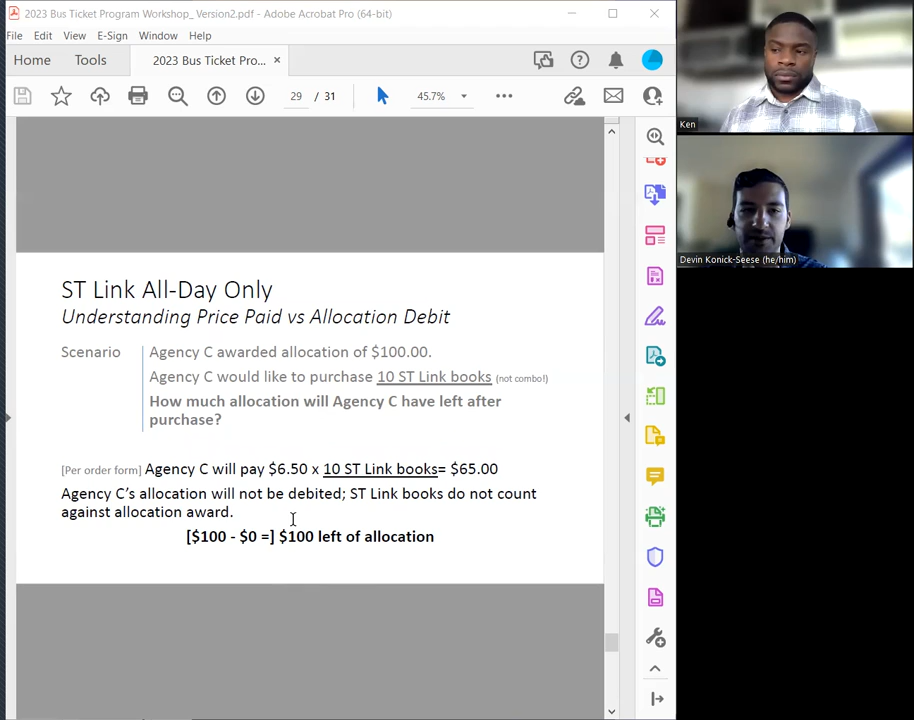 2023 Bus Ticket Program Workshop_ Version2.pdf - Adobe Acrobat Pro (64-bit)
File Edit View E-Sign Window Help
Home Tools 2023 Bus Ticket Pro... ×
29 / 31 45.7%
Ken
Devin Konick-Seese (he/him)
ST Link All-Day Only
Understanding Price Paid vs Allocation Debit
Scenario
Agency C awarded allocation of $100.00.
Agency C would like to purchase 10 ST Link books (not combo!)
How much allocation will Agency C have left after
purchase?
[Per order form] Agency C will pay $6.50 x 10 ST Link books= $65.00
Agency C's allocation will not be debited; ST Link books do not count
against allocation award.
[$100 - $0 =] $100 left of allocation